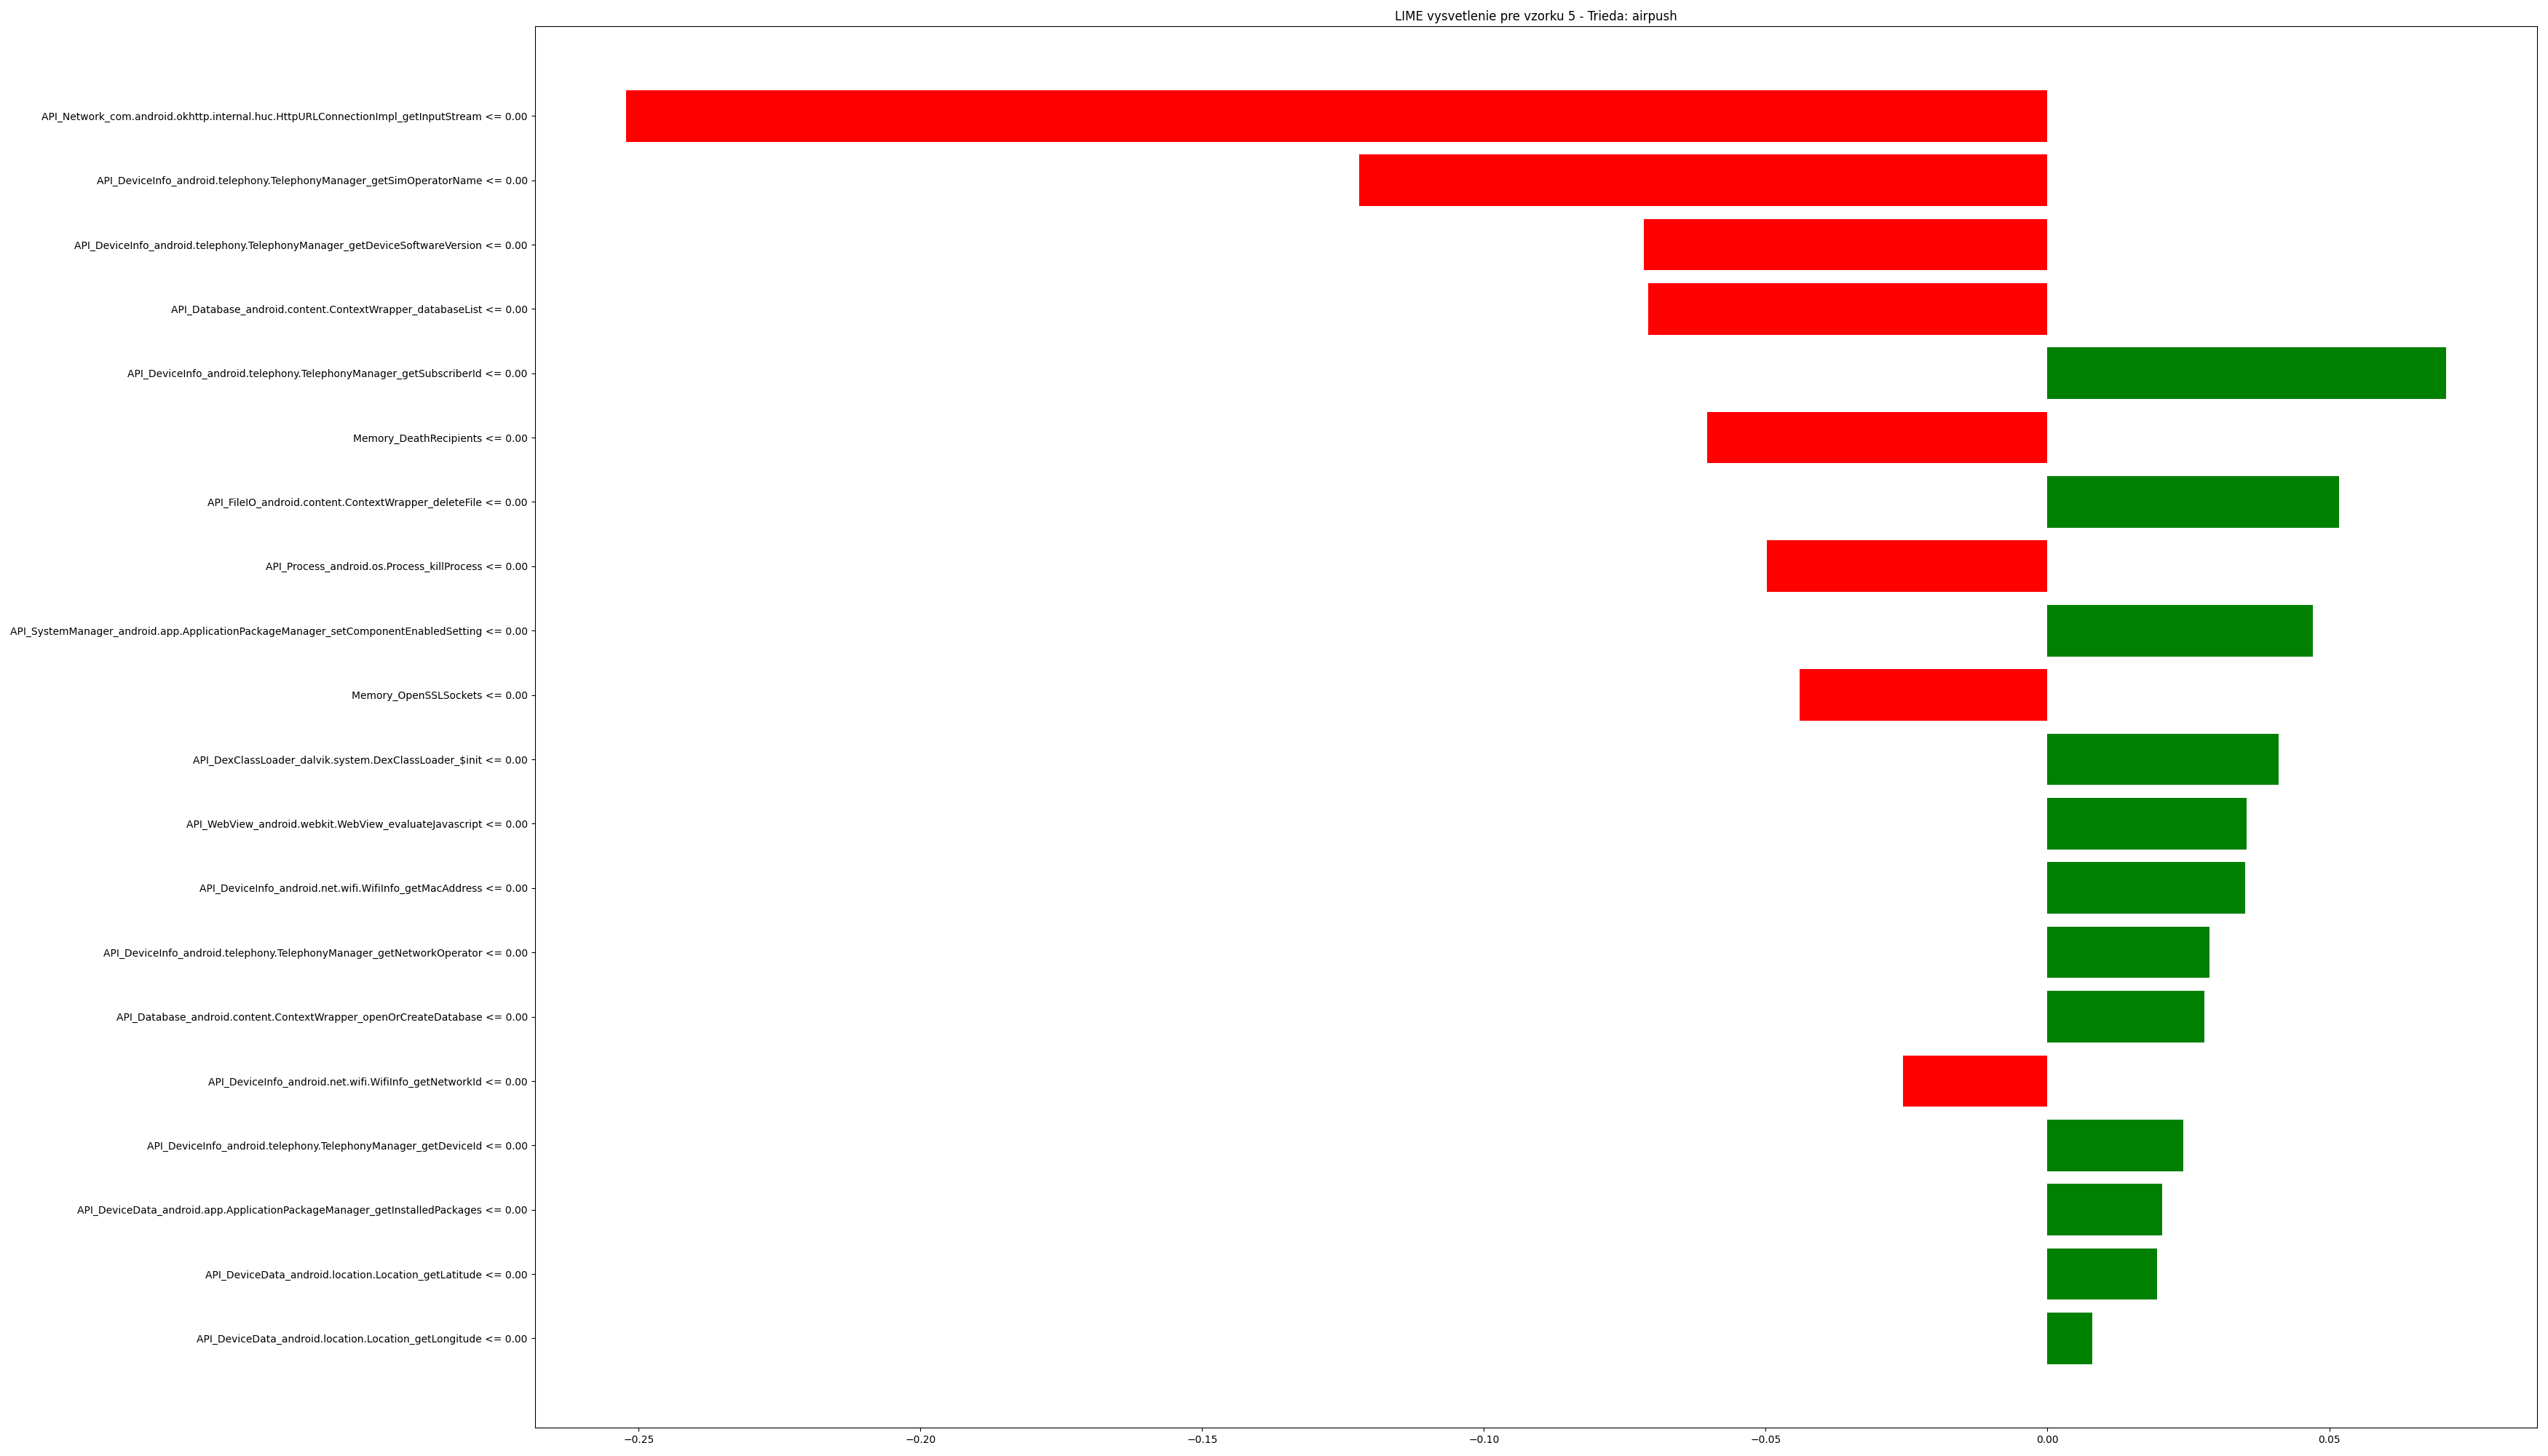 LIME vysvetlenie pre vzorku 5 - Trieda: airpush
API_Network_com.android.okhttp.internal.huc.HttpURLConnectionImpl_getInputStream <= 0.00
API_DeviceInfo_android.telephony.TelephonyManager_getSimOperatorName <= 0.00
API_DeviceInfo_android.telephony.TelephonyManager_getDeviceSoftwareVersion <= 0.00
API_Database_android.content.ContextWrapper_databaseList <= 0.00
API_DeviceInfo_android.telephony.TelephonyManager_getSubscriberId <= 0.00
Memory_DeathRecipients <= 0.00
API_FileIO_android.content.ContextWrapper_deleteFile <= 0.00
API_Process_android.os.Process_killProcess <= 0.00
API_SystemManager_android.app.ApplicationPackageManager_setComponentEnabledSetting <= 0.00
Memory_OpenSSLSockets <= 0.00
API_DexClassLoader_dalvik.system.DexClassLoader_$init <= 0.00
API_WebView_android.webkit.WebView_evaluateJavascript <= 0.00
API_DeviceInfo_android.net.wifi.WifiInfo_getMacAddress <= 0.00
API_DeviceInfo_android.telephony.TelephonyManager_getNetworkOperator <= 0.00
API_Database_android.content.ContextWrapper_openOrCreateDatabase <= 0.00
API_DeviceInfo_android.net.wifi.WifiInfo_getNetworkId <= 0.00
API_DeviceInfo_android.telephony.TelephonyManager_getDeviceId <= 0.00
API_DeviceData_android.app.ApplicationPackageManager_getInstalledPackages <= 0.00
API_DeviceData_android.location.Location_getLatitude <= 0.00
API_DeviceData_android.location.Location_getLongitude <= 0.00
−0.25 −0.20 −0.15 −0.10 −0.05 0.00 0.05